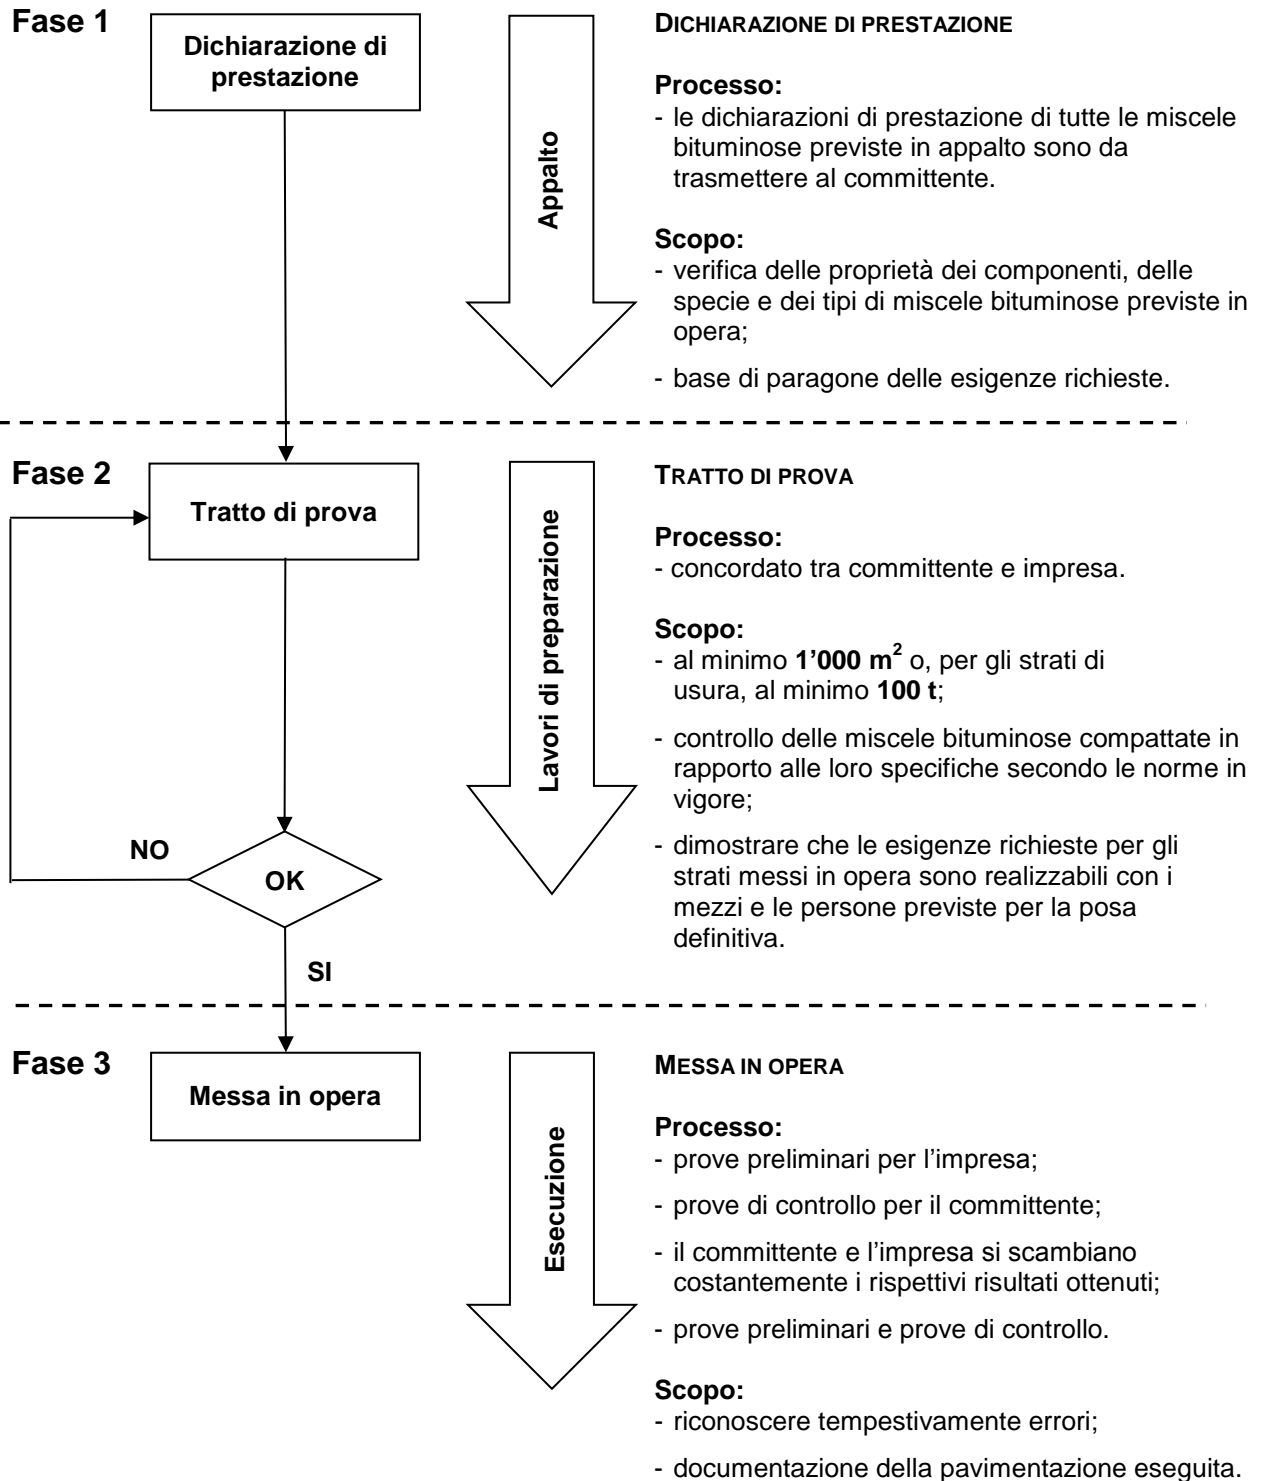 Fase 1
Dichiarazione di
prestazione
Appalto
DICHIARAZIONE DI PRESTAZIONE
Processo:
- le dichiarazioni di prestazione di tutte le miscele
bituminose previste in appalto sono da
trasmettere al committente.
Scopo:
- verifica delle proprietà dei componenti, delle
specie e dei tipi di miscele bituminose previste in
opera;
- base di paragone delle esigenze richieste.
Fase 2
Tratto di prova
NO
OK
SI
Lavori di preparazione
TRATTO DI PROVA
Processo:
- concordato tra committente e impresa.
Scopo:
- al minimo 1’000 m² o, per gli strati di
usura, al minimo 100 t;
- controllo delle miscele bituminose compattate in
rapporto alle loro specifiche secondo le norme in
vigore;
- dimostrare che le esigenze richieste per gli
strati messi in opera sono realizzabili con i
mezzi e le persone previste per la posa
definitiva.
Fase 3
Messa in opera
Esecuzione
MESSA IN OPERA
Processo:
- prove preliminari per l’impresa;
- prove di controllo per il committente;
- il committente e l’impresa si scambiano
costantemente i rispettivi risultati ottenuti;
- prove preliminari e prove di controllo.
Scopo:
- riconoscere tempestivamente errori;
- documentazione della pavimentazione eseguita.